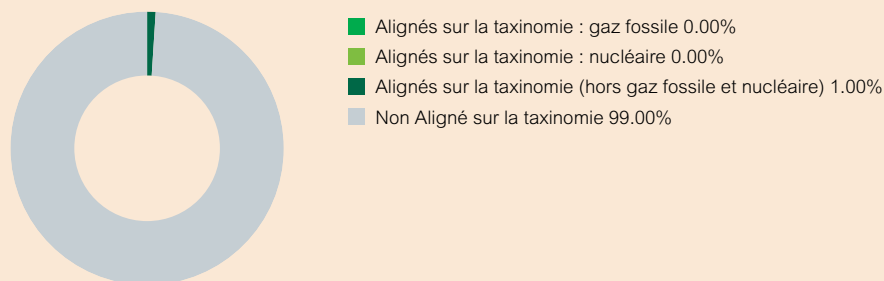 Alignés sur la taxinomie : gaz fossile 0.00%
Alignés sur la taxinomie : nucléaire 0.00%
Alignés sur la taxinomie (hors gaz fossile et nucléaire) 1.00%
Non Aligné sur la taxinomie 99.00%